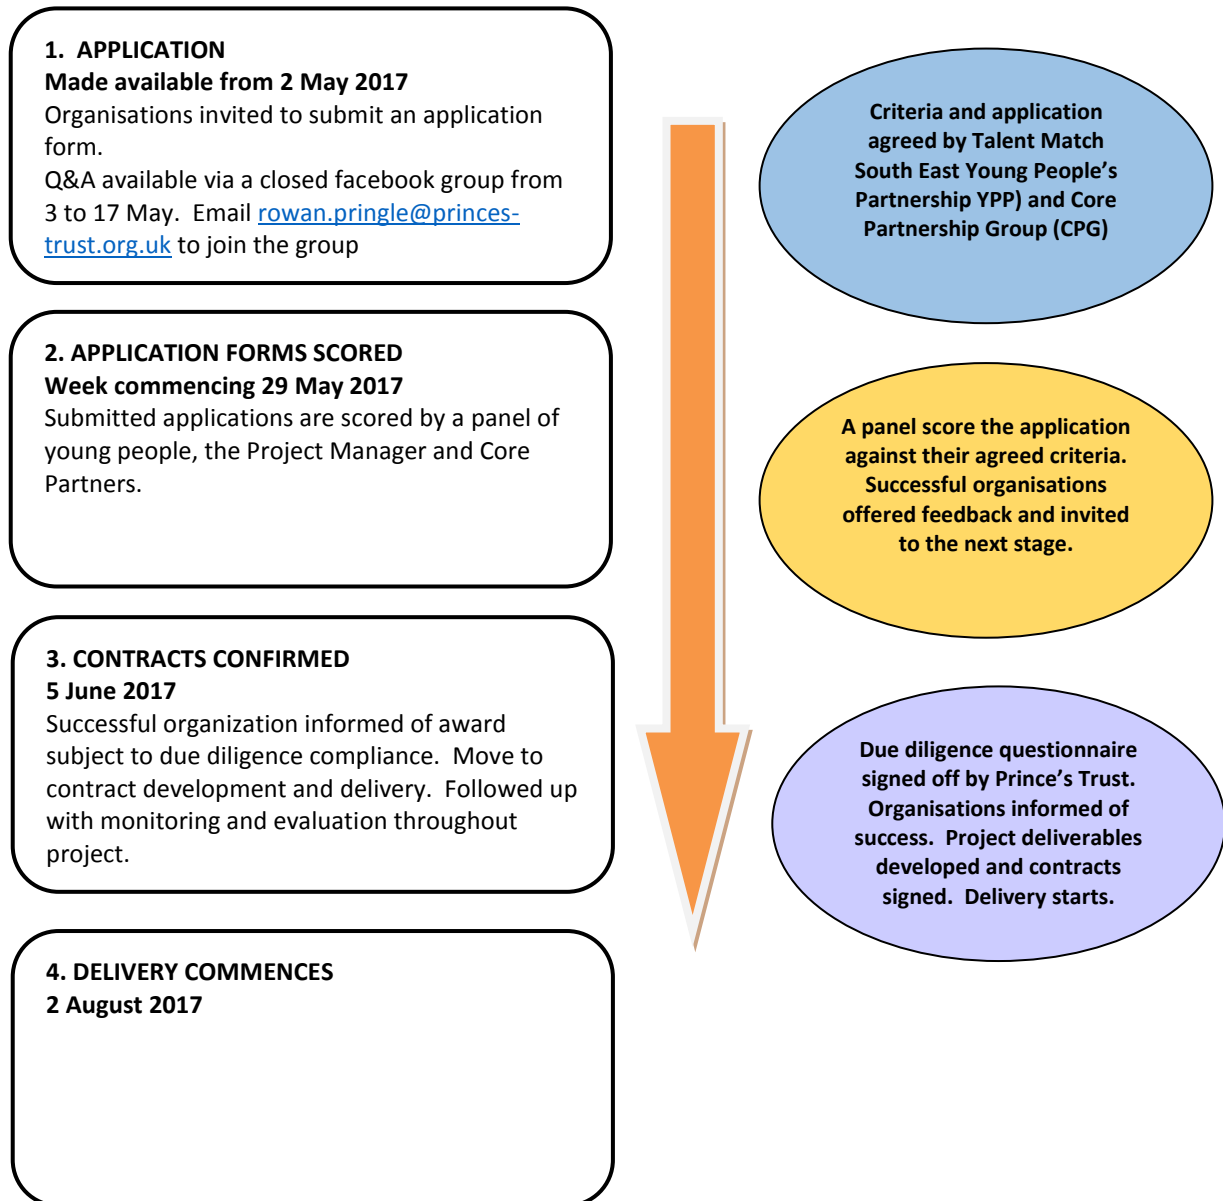 1.  APPLICATION
Made available from 2 May 2017
Organisations invited to submit an application
form.
Q&A available via a closed facebook group from
3 to 17 May.  Email rowan.pringle@princes-
trust.org.uk to join the group
Criteria and application
agreed by Talent Match
South East Young People’s
Partnership YPP) and Core
Partnership Group (CPG)
2. APPLICATION FORMS SCORED
Week commencing 29 May 2017
Submitted applications are scored by a panel of
young people, the Project Manager and Core
Partners.
A panel score the application
against their agreed criteria.
Successful organisations
offered feedback and invited
to the next stage.
3. CONTRACTS CONFIRMED
5 June 2017
Successful organization informed of award
subject to due diligence compliance.  Move to
contract development and delivery.  Followed up
with monitoring and evaluation throughout
project.
Due diligence questionnaire
signed off by Prince’s Trust.
Organisations informed of
success.  Project deliverables
developed and contracts
signed.  Delivery starts.
4. DELIVERY COMMENCES
2 August 2017